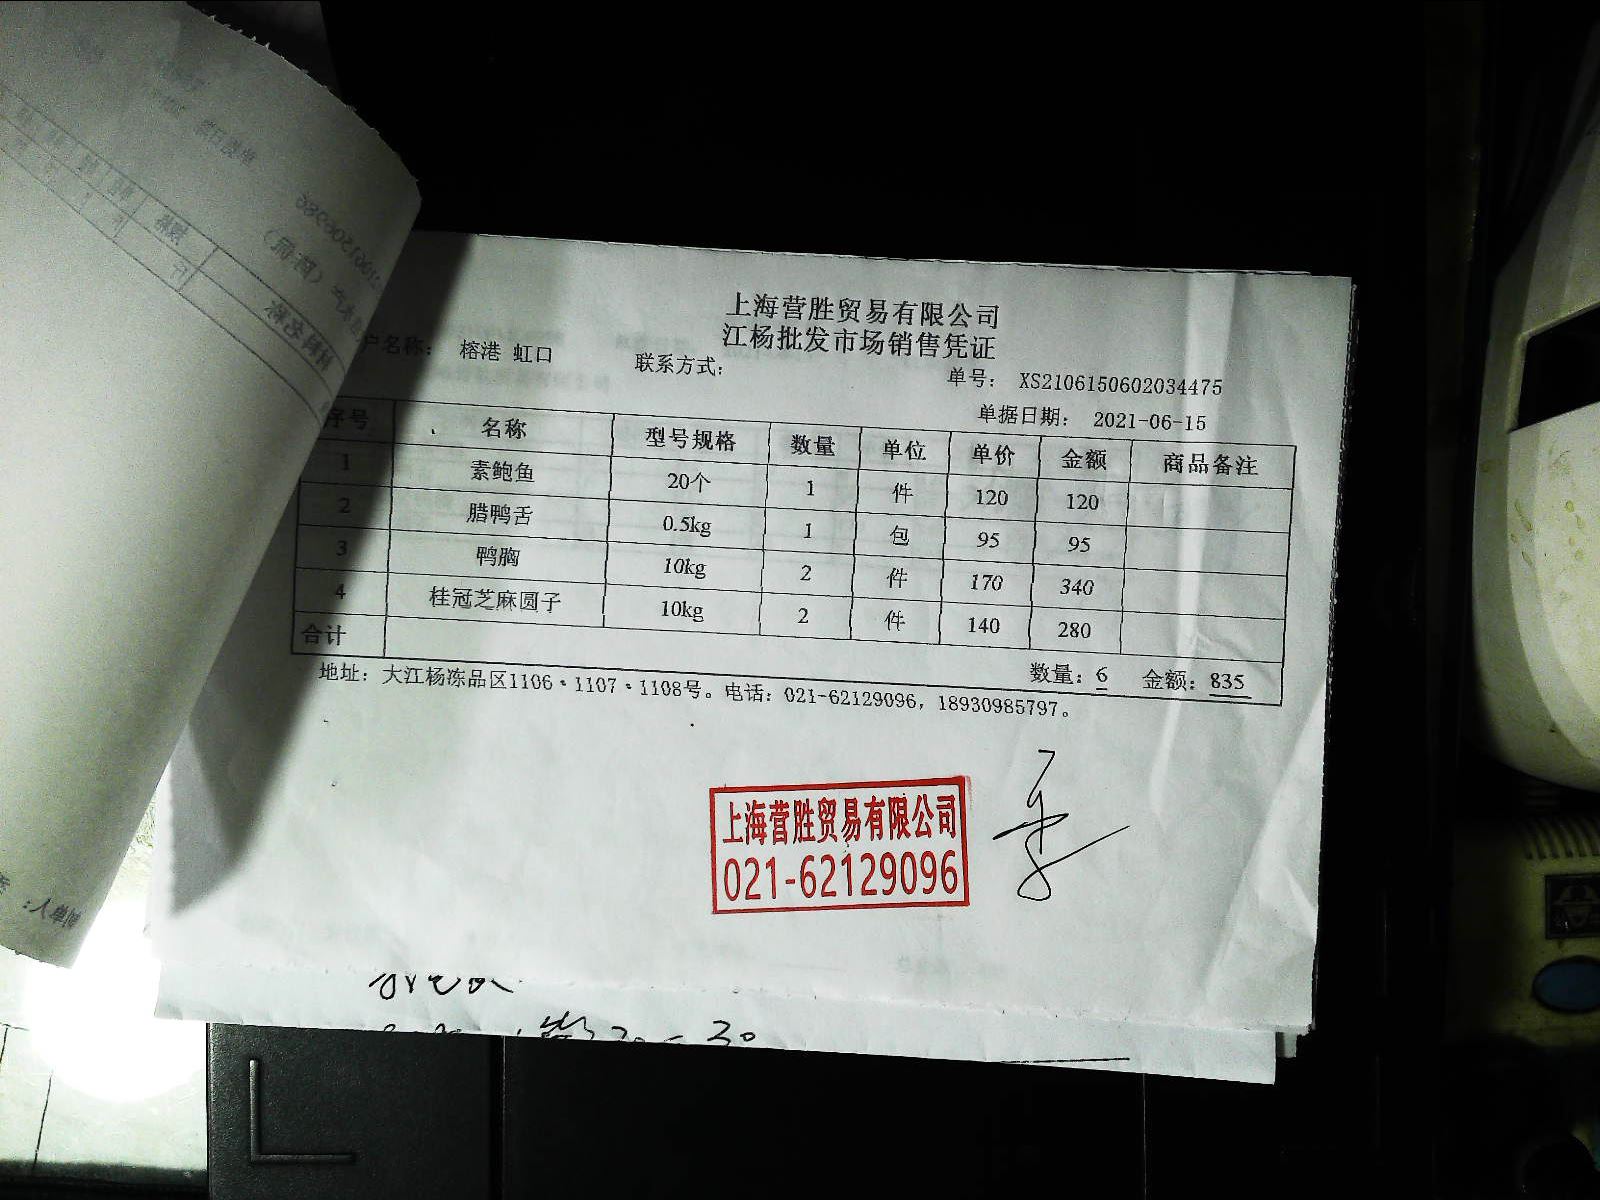 上海营胜贸易有限公司
江杨批发市场销售凭证
户名称： 榕港 虹口 联系方式： 单号： XS2106150602034475
单据日期： 2021-06-15
序号 名称 型号规格 数量 单位 单价 金额 商品备注
1 素鲍鱼 20个 1 件 120 120
2 腊鸭舌 0.5kg 1 包 95 95
3 鸭胸 10kg 2 件 170 340
4 桂冠芝麻圆子 10kg 2 件 140 280
合计 数量：6 金额：835
地址：大江杨冻品区1106·1107·1108号。电话：021-62129096，18930985797。
上海营胜贸易有限公司
021-62129096
材料名称
制单人：